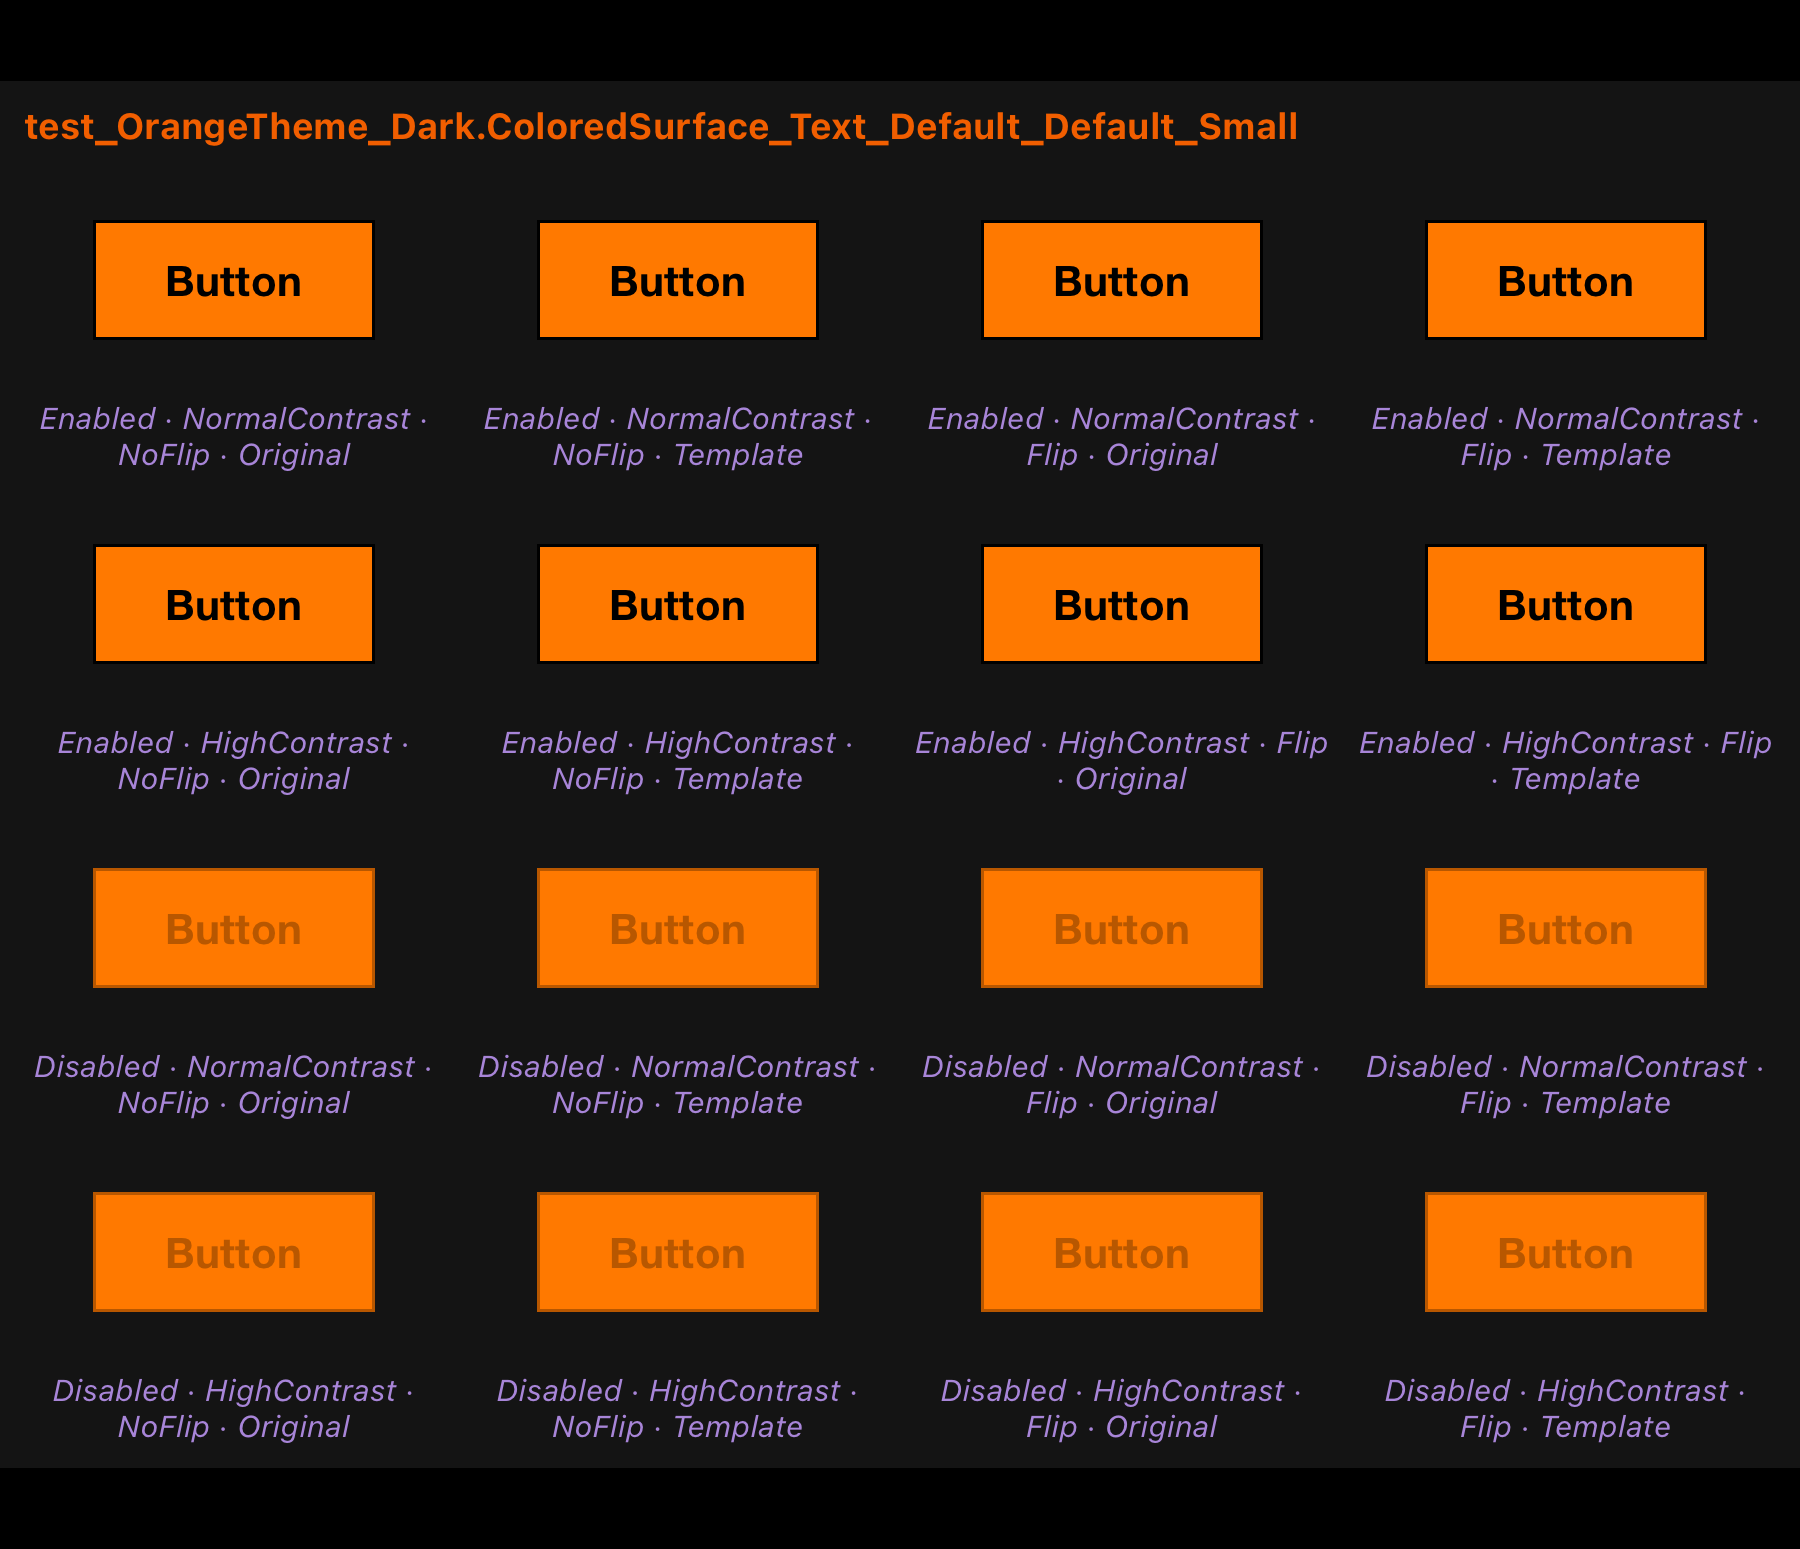 test_OrangeTheme_Dark.ColoredSurface_Text_Default_Default_Small
Button Button Button Button
Enabled · NormalContrast · Enabled · NormalContrast · Enabled · NormalContrast · Enabled · NormalContrast ·
NoFlip · Original NoFlip · Template Flip · Original Flip · Template
Button Button Button Button
Enabled · HighContrast · Enabled · HighContrast · Enabled · HighContrast · Flip Enabled · HighContrast · Flip
NoFlip · Original NoFlip · Template · Original · Template
Button Button Button Button
Disabled · NormalContrast · Disabled · NormalContrast · Disabled · NormalContrast · Disabled · NormalContrast ·
NoFlip · Original NoFlip · Template Flip · Original Flip · Template
Button Button Button Button
Disabled · HighContrast · Disabled · HighContrast · Disabled · HighContrast · Disabled · HighContrast ·
NoFlip · Original NoFlip · Template Flip · Original Flip · Template